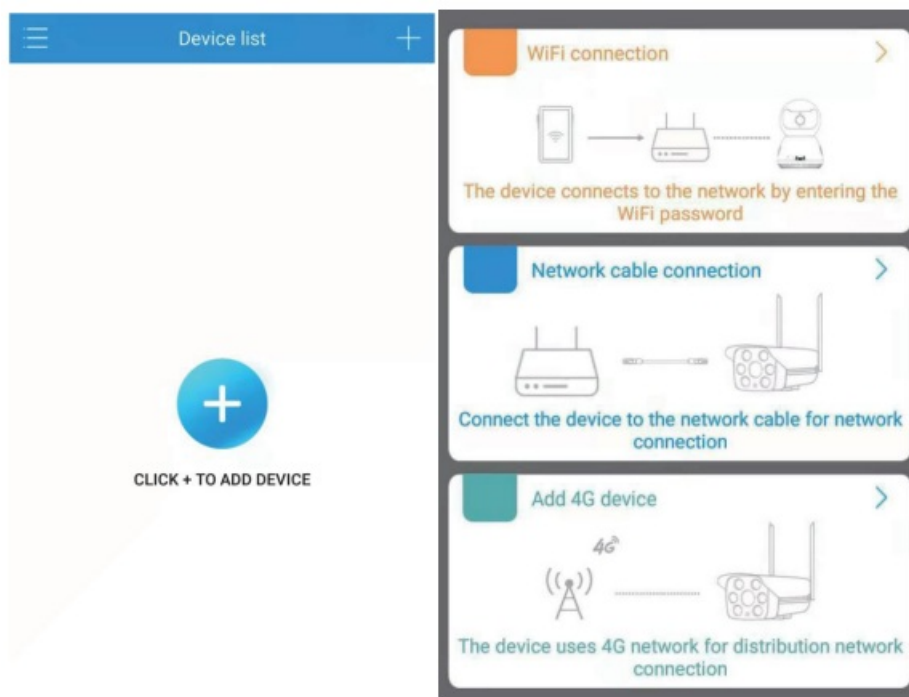 Device list
CLICK + TO ADD DEVICE
WiFi connection
The device connects to the network by entering the
WiFi password
Network cable connection
Connect the device to the network cable for network
connection
Add 4G device
4G
The device uses 4G network for distribution network
connection